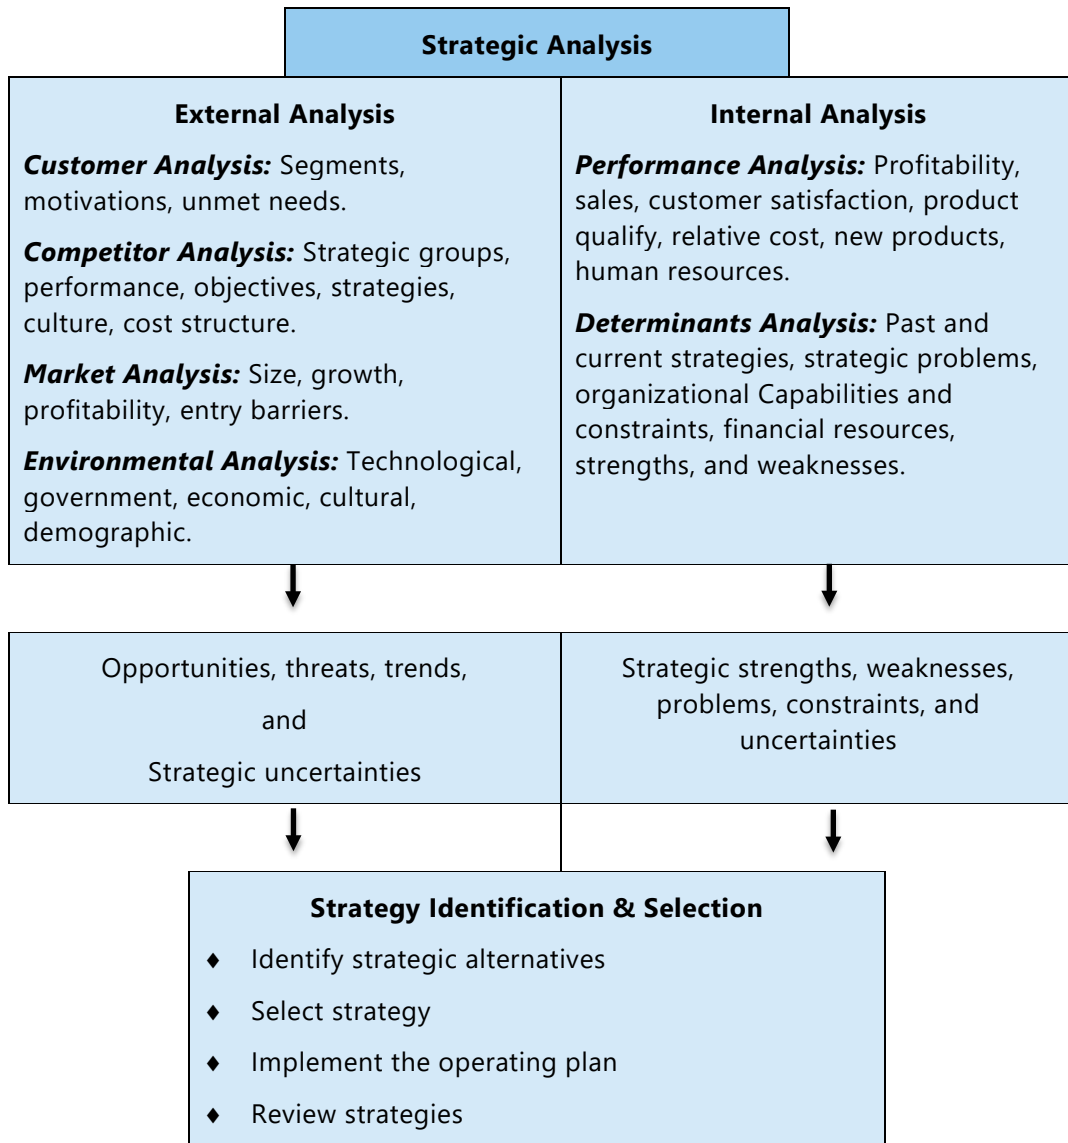 Strategic Analysis
External Analysis
Customer Analysis: Segments,
motivations, unmet needs.
Competitor Analysis: Strategic groups,
performance, objectives, strategies,
culture, cost structure.
Market Analysis: Size, growth,
profitability, entry barriers.
Environmental Analysis: Technological,
government, economic, cultural,
demographic.
Internal Analysis
Performance Analysis: Profitability,
sales, customer satisfaction, product
qualify, relative cost, new products,
human resources.
Determinants Analysis: Past and
current strategies, strategic problems,
organizational Capabilities and
constraints, financial resources,
strengths, and weaknesses.
Opportunities, threats, trends,
and
Strategic uncertainties
Strategic strengths, weaknesses,
problems, constraints, and
uncertainties
Strategy Identification & Selection
♦ Identify strategic alternatives
♦ Select strategy
♦ Implement the operating plan
♦ Review strategies